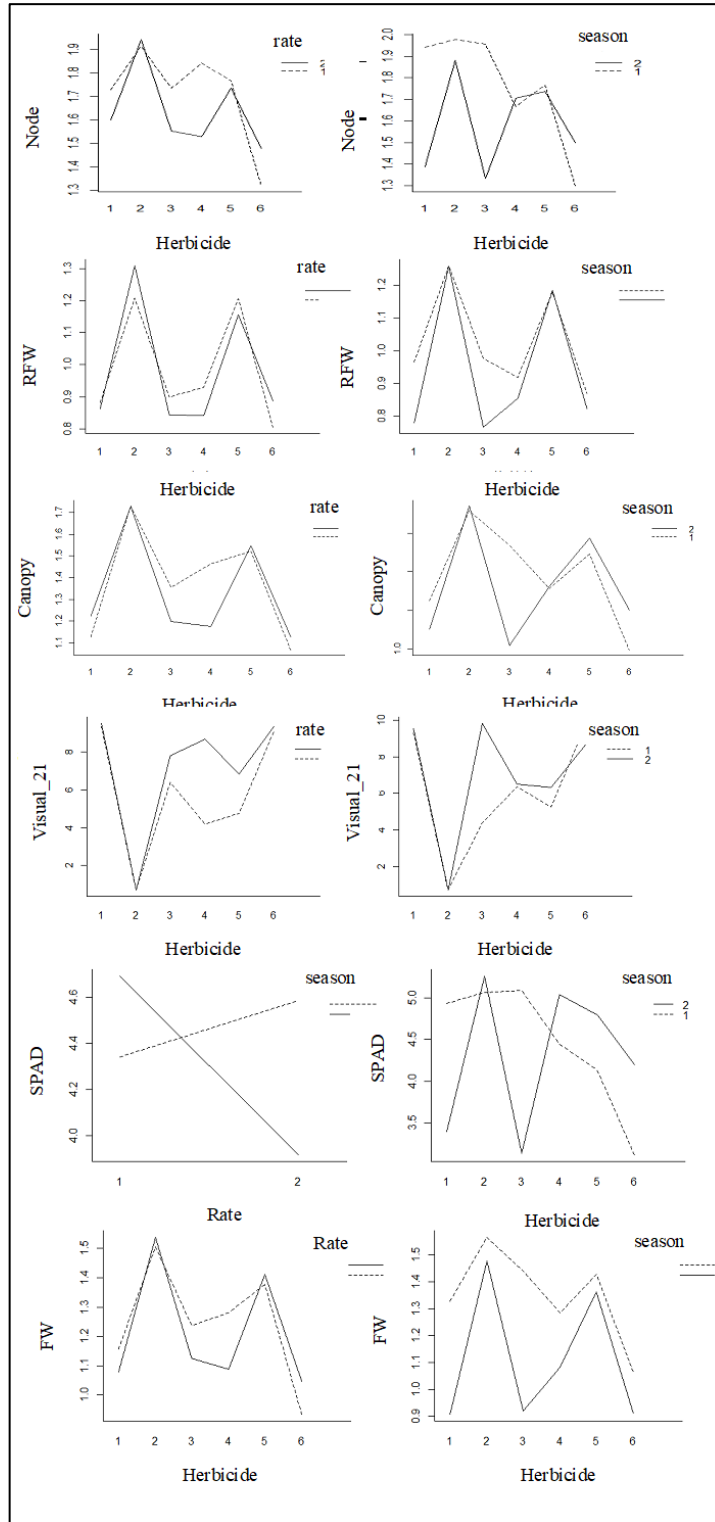 rate
2
1
Node
1.3 1.4 1.5 1.6 1.7 1.8 1.9
1 2 3 4 5 6
Herbicide
season
2
1
Node
1.3 1.4 1.5 1.6 1.7 1.8 1.9 2.0
1 2 3 4 5 6
Herbicide
rate
RFW
0.8 0.9 1.0 1.1 1.2 1.3
1 2 3 4 5 6
Herbicide
season
RFW
0.8 0.9 1.0 1.1 1.2
1 2 3 4 5 6
Herbicide
rate
Canopy
1.1 1.2 1.3 1.4 1.5 1.6 1.7
1 2 3 4 5 6
Herbicide
season
2
1
Canopy
1.0
1 2 3 4 5 6
Herbicide
rate
Visual_21
2 4 6 8
1 2 3 4 5 6
Herbicide
season
1
2
Visual_21
2 4 6 8 10
1 2 3 4 5 6
Herbicide
season
SPAD
4.0 4.2 4.4 4.6
1 2
Rate
season
2
1
SPAD
3.5 4.0 4.5 5.0
1 2 3 4 5 6
Herbicide
Rate
FW
1.0 1.1 1.2 1.3 1.4 1.5
1 2 3 4 5 6
Herbicide
season
FW
0.9 1.0 1.1 1.2 1.3 1.4 1.5
1 2 3 4 5 6
Herbicide